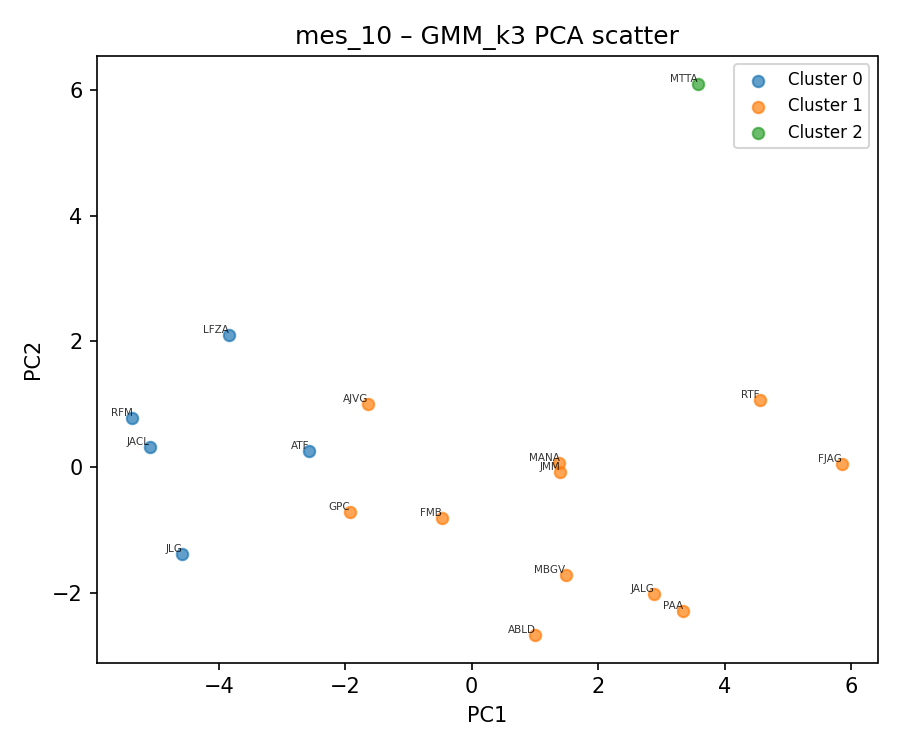 mes_10 – GMM_k3 PCA scatter
MTTA
Cluster 0
Cluster 1
Cluster 2
6
4
2
0
−2
PC2
LFZA
RFM
AJVG
RTF
JACL
ATF
MANA
JMM
FJAG
GPC
FMB
JLG
MBGV
JALG
PAA
ABLD
−4
−2
0
2
4
6
PC1